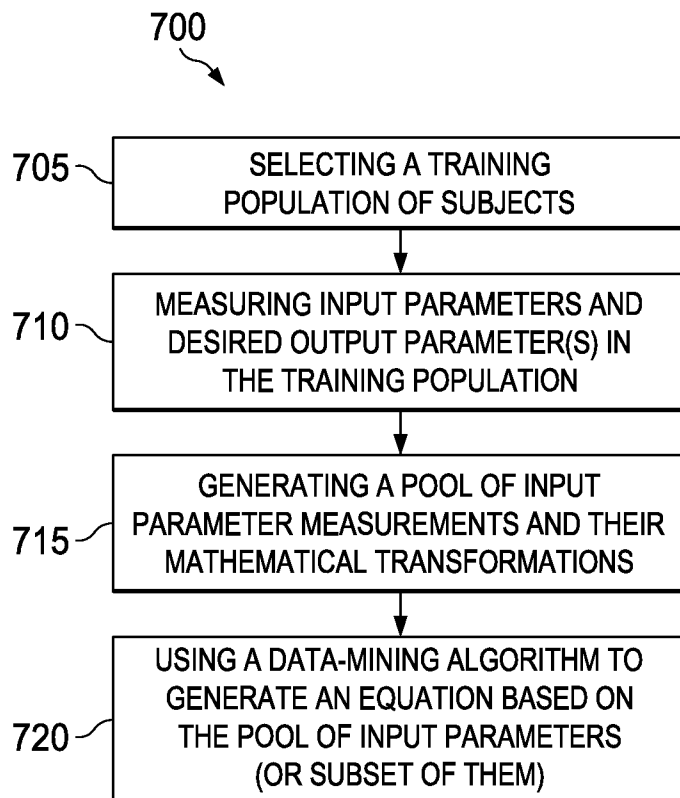 700
705
SELECTING A TRAINING
POPULATION OF SUBJECTS
710
MEASURING INPUT PARAMETERS AND
DESIRED OUTPUT PARAMETER(S) IN
THE TRAINING POPULATION
715
GENERATING A POOL OF INPUT
PARAMETER MEASUREMENTS AND THEIR
MATHEMATICAL TRANSFORMATIONS
720
USING A DATA-MINING ALGORITHM TO
GENERATE AN EQUATION BASED ON
THE POOL OF INPUT PARAMETERS
(OR SUBSET OF THEM)